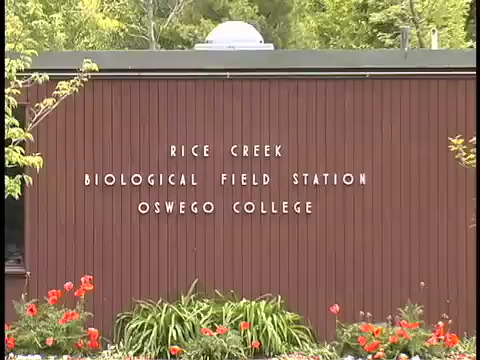 RICE CREEK
BIOLOGICAL FIELD STATION
OSWEGO COLLEGE